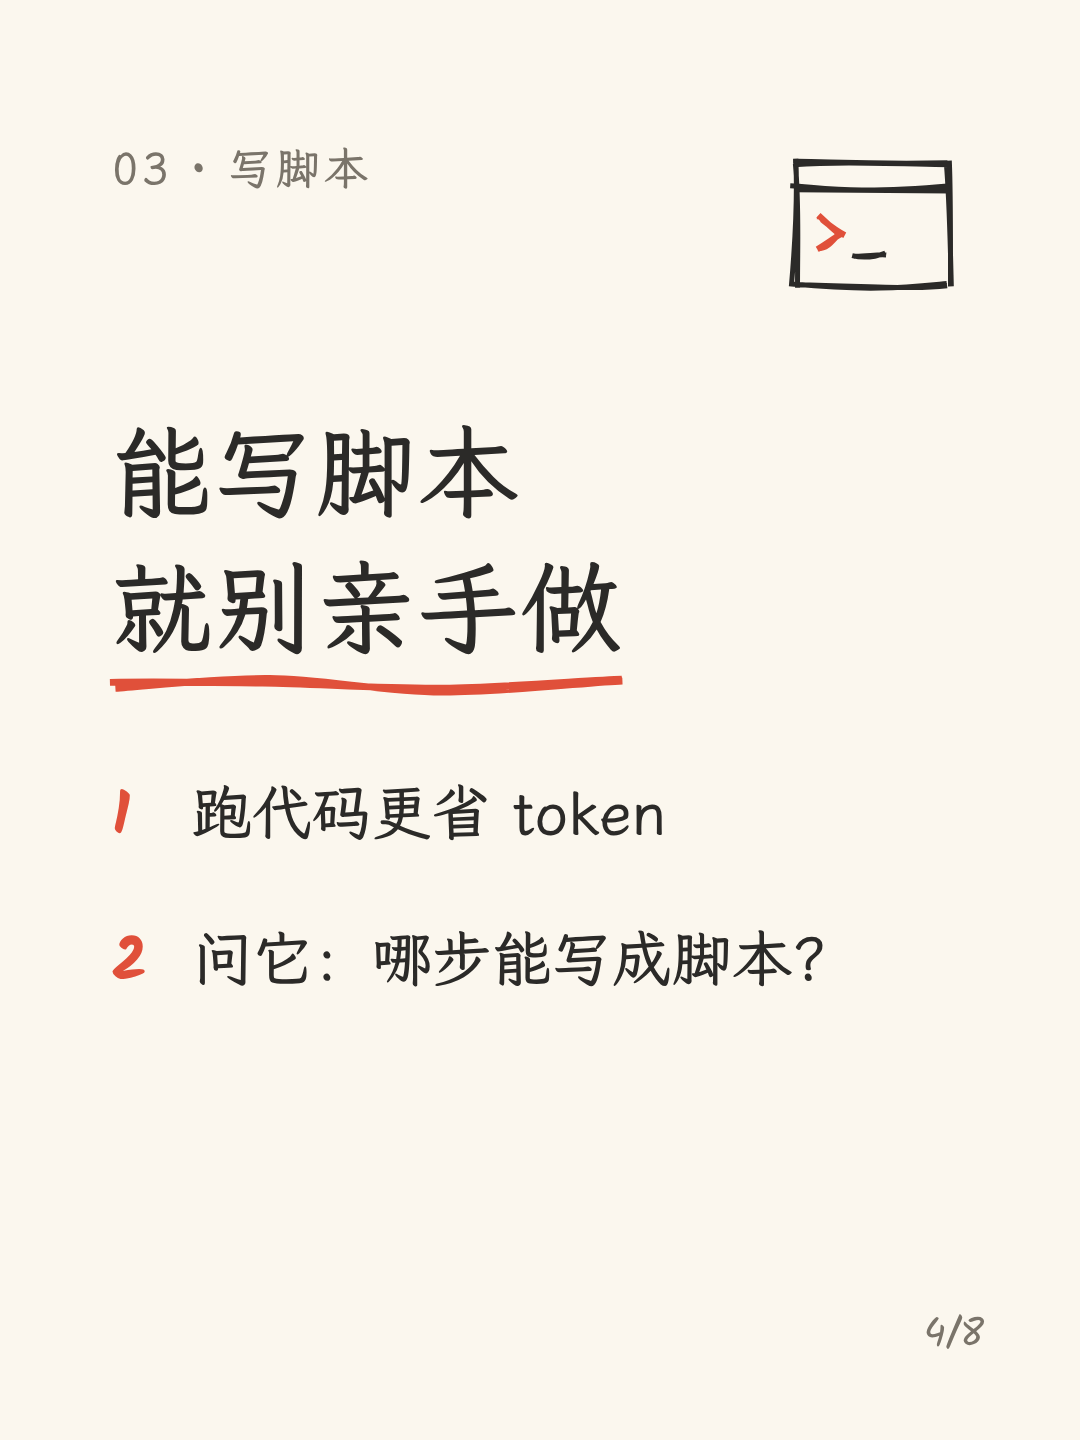 03 · 写脚本
>_
能写脚本
就别亲手做
1 跑代码更省 token
2 问它：哪步能写成脚本？
4/8